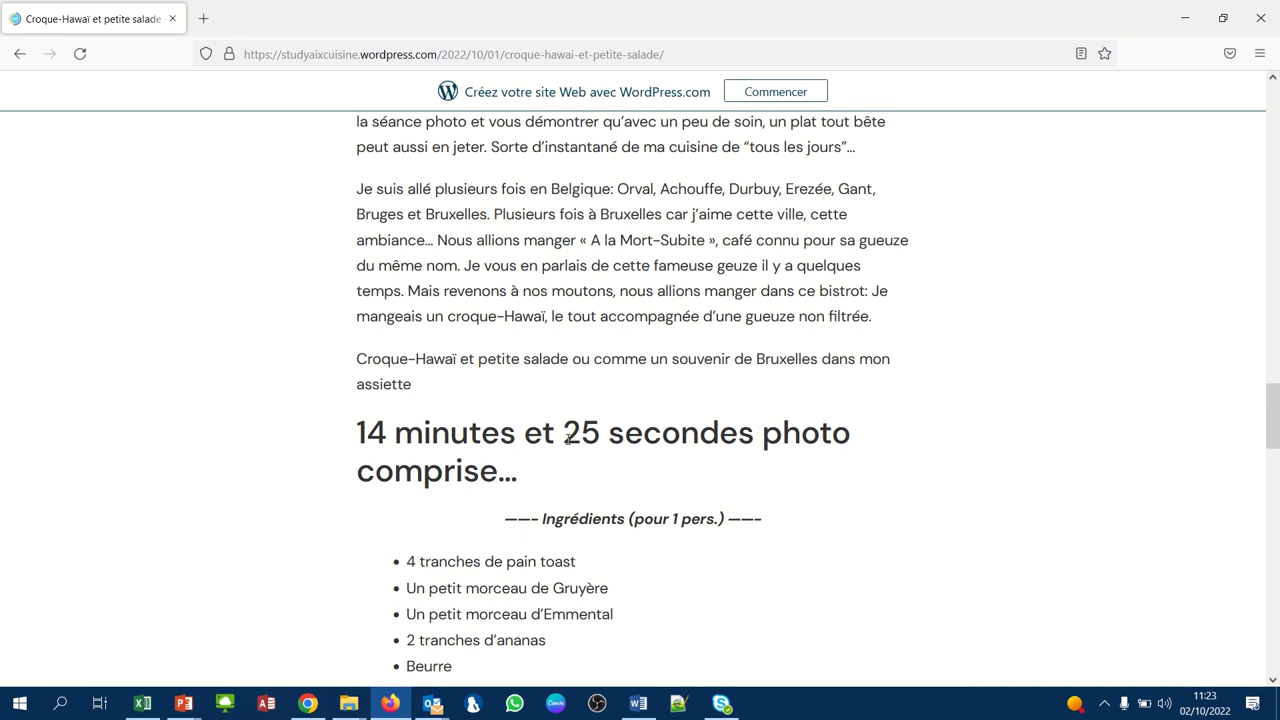 Croque-Hawaï et petite salade
https://studyaixcuisine.wordpress.com/2022/10/01/croque-hawai-et-petite-salade/
Créez votre site Web avec WordPress.com Commencer
la séance photo et vous démontrer qu’avec un peu de soin, un plat tout bête
peut aussi en jeter. Sorte d’instantané de ma cuisine de “tous les jours”…
Je suis allé plusieurs fois en Belgique: Orval, Achouffe, Durbuy, Erezée, Gant,
Bruges et Bruxelles. Plusieurs fois à Bruxelles car j’aime cette ville, cette
ambiance… Nous allions manger « A la Mort-Subite », café connu pour sa gueuze
du même nom. Je vous en parlais de cette fameuse geuze il y a quelques
temps. Mais revenons à nos moutons, nous allions manger dans ce bistrot: Je
mangeais un croque-Hawaï, le tout accompagnée d’une gueuze non filtrée.
Croque-Hawaï et petite salade ou comme un souvenir de Bruxelles dans mon
assiette
14 minutes et 25 secondes photo
comprise…
——- Ingrédients (pour 1 pers.) ——-
• 4 tranches de pain toast
• Un petit morceau de Gruyère
• Un petit morceau d’Emmental
• 2 tranches d’ananas
• Beurre
11:23
02/10/2022